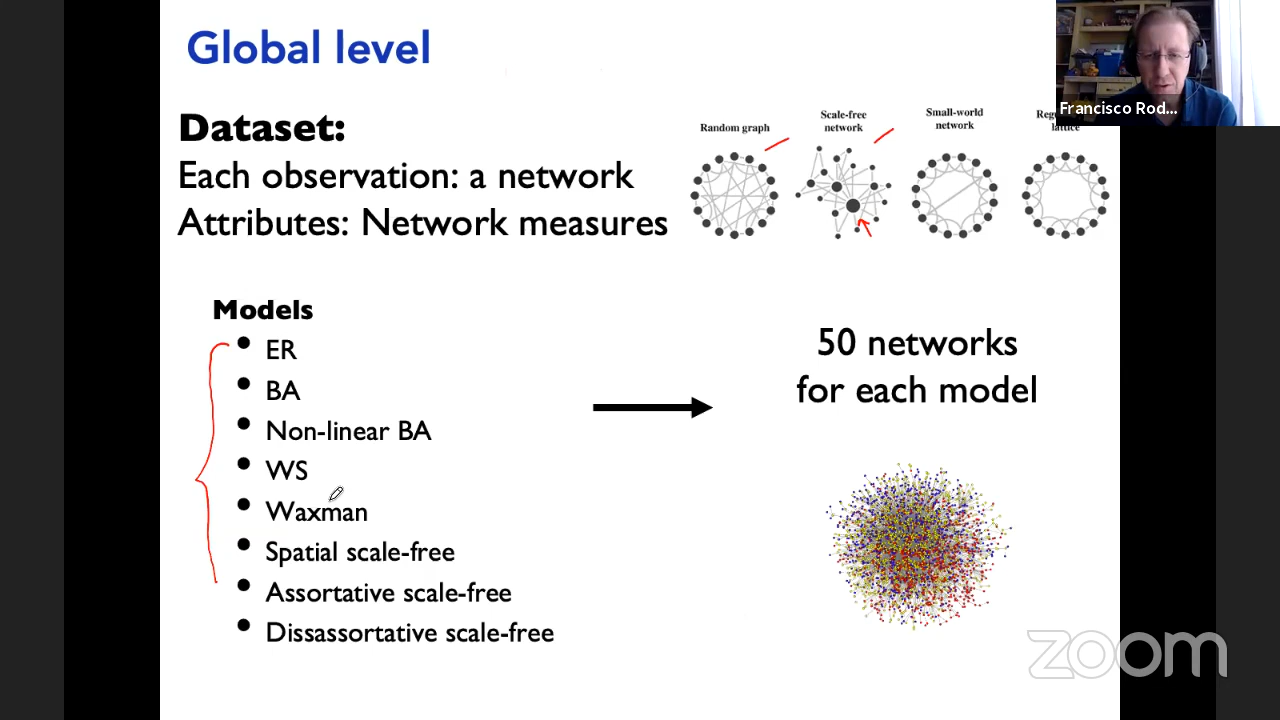 Global level
Francisco Rod...
Dataset:
Each observation: a network
Attributes: Network measures
Random graph
Scale-free
network
Small-world
network
lattice
Models
• ER
• BA
• Non-linear BA
• WS
• Waxman
• Spatial scale-free
• Assortative scale-free
• Dissassortative scale-free
50 networks
for each model
zoom